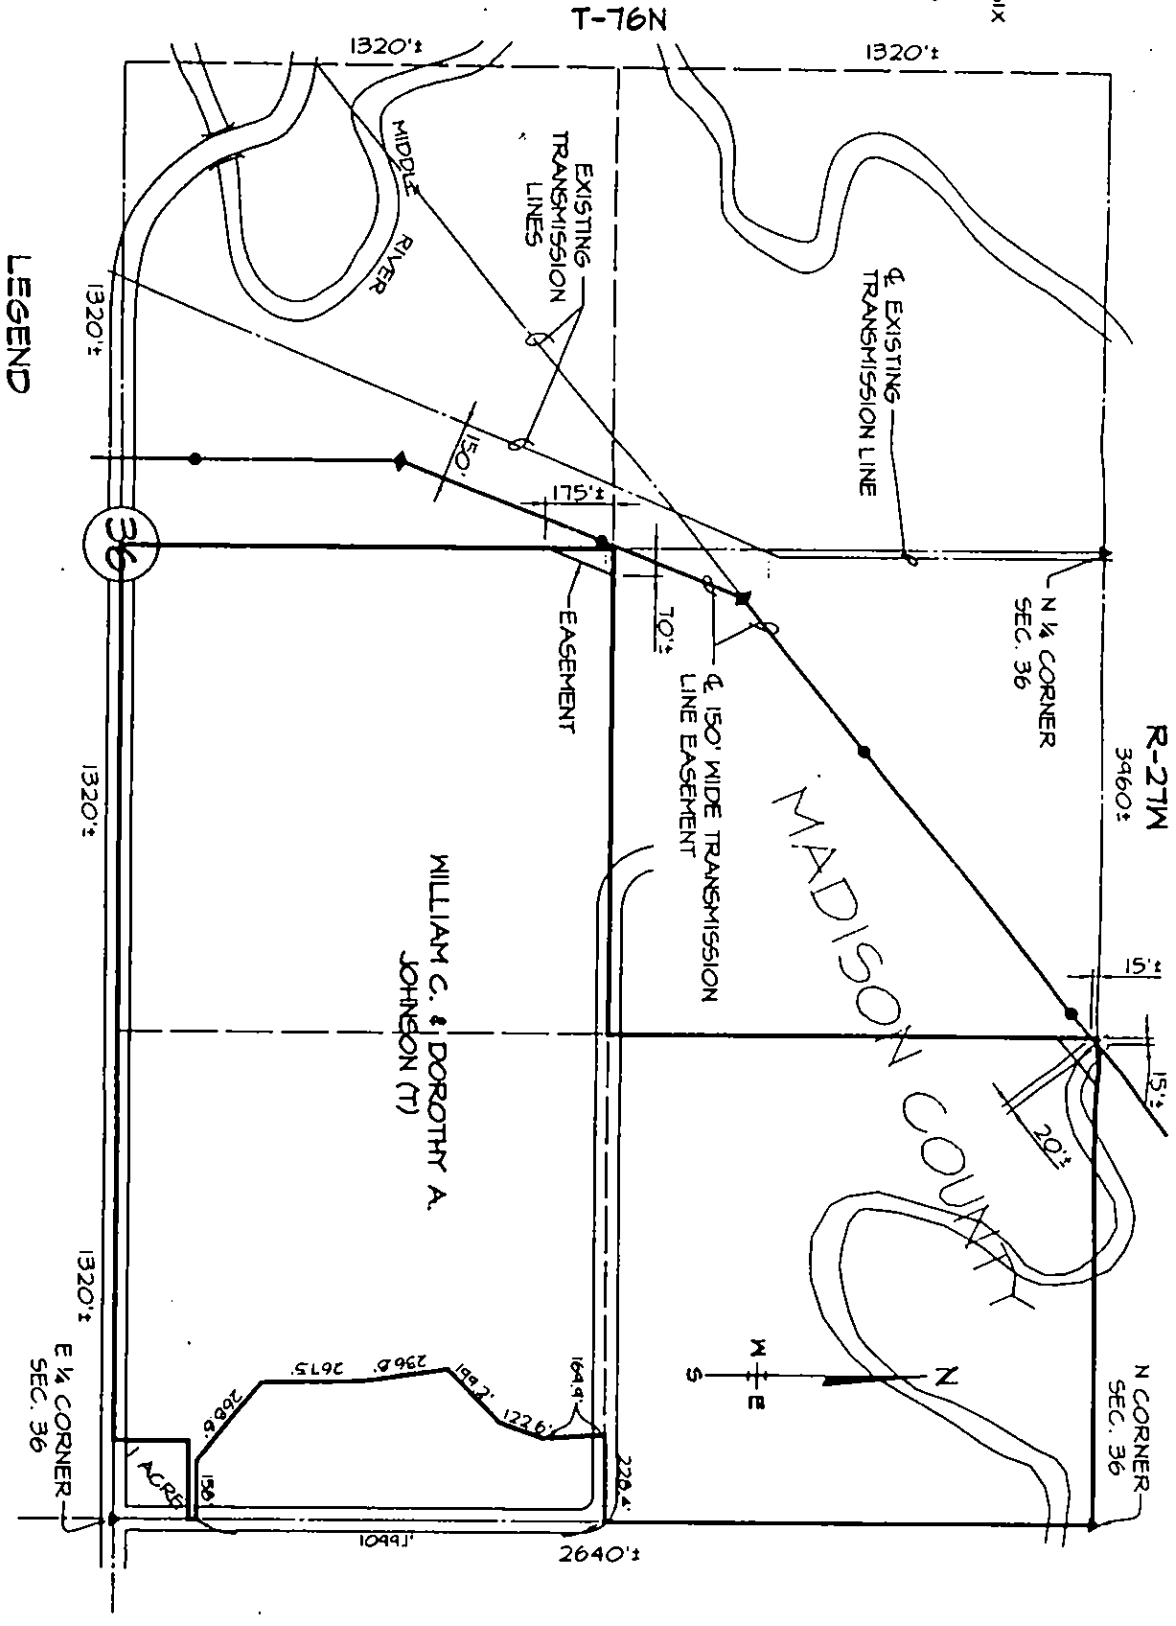 R-27W
3960±
N ¼ CORNER
SEC. 36
N CORNER
SEC. 36
15'±
15'±
20'±
1320'±
T-76N
1320'±
℄ EXISTING
TRANSMISSION LINE
EXISTING
TRANSMISSION
LINES
MIDDLE
RIVER
MADISON COUNTY
℄ 150' WIDE TRANSMISSION
LINE EASEMENT
N
W
E
S
175'±
70'±
150'
EASEMENT
WILLIAM C. & DOROTHY A.
JOHNSON (T)
228.4'
164.9'
122.6'
199.2'
236.8'
267.5'
268.6'
158'
1099.1'
2640'±
ACRE
36
1320'±
1320'±
1320'±
E ¼ CORNER
SEC. 36
LEGEND